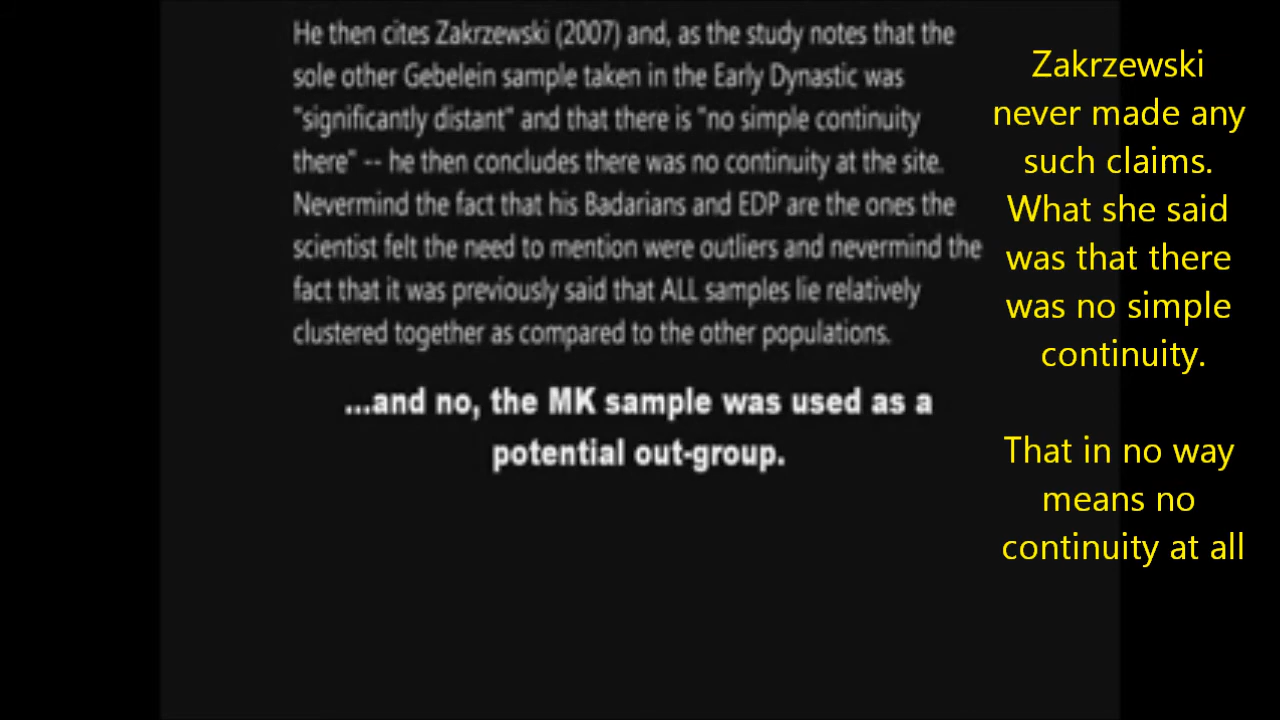 He then cites Zakrzewski (2007) and, as the study notes that the
sole other Gebelein sample taken in the Early Dynastic was
"significantly distant" and that there is "no simple continuity
there" -- he then concludes there was no continuity at the site.
Nevermind the fact that his Badarians and EDP are the ones the
scientist felt the need to mention were outliers and nevermind the
fact that it was previously said that ALL samples lie relatively
clustered together as compared to the other populations.
...and no, the MK sample was used as a
potential out-group.
Zakrzewski
never made any
such claims.
What she said
was that there
was no simple
continuity.
That in no way
means no
continuity at all